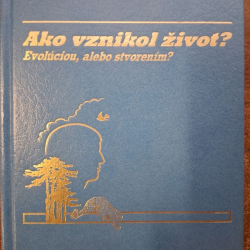 Ako vznikol život?
Evolúciou, alebo stvorením?